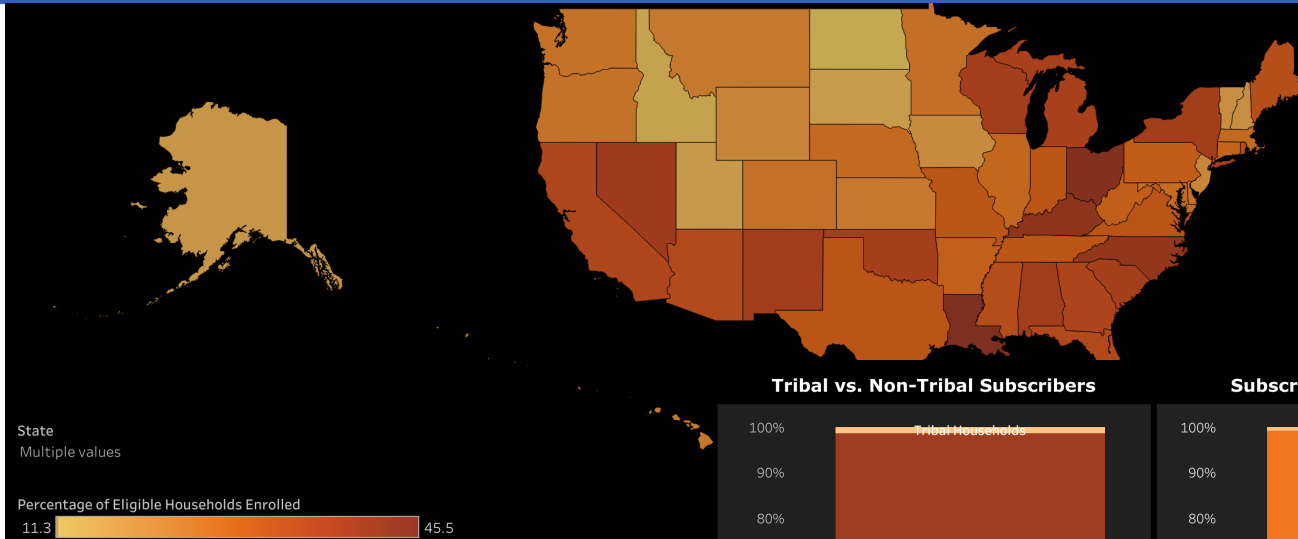 Tribal vs. Non-Tribal Subscribers
Subscr
State
Multiple values
Percentage of Eligible Households Enrolled
11.3
45.5
100%
Tribal Households
90%
80%
100%
90%
80%